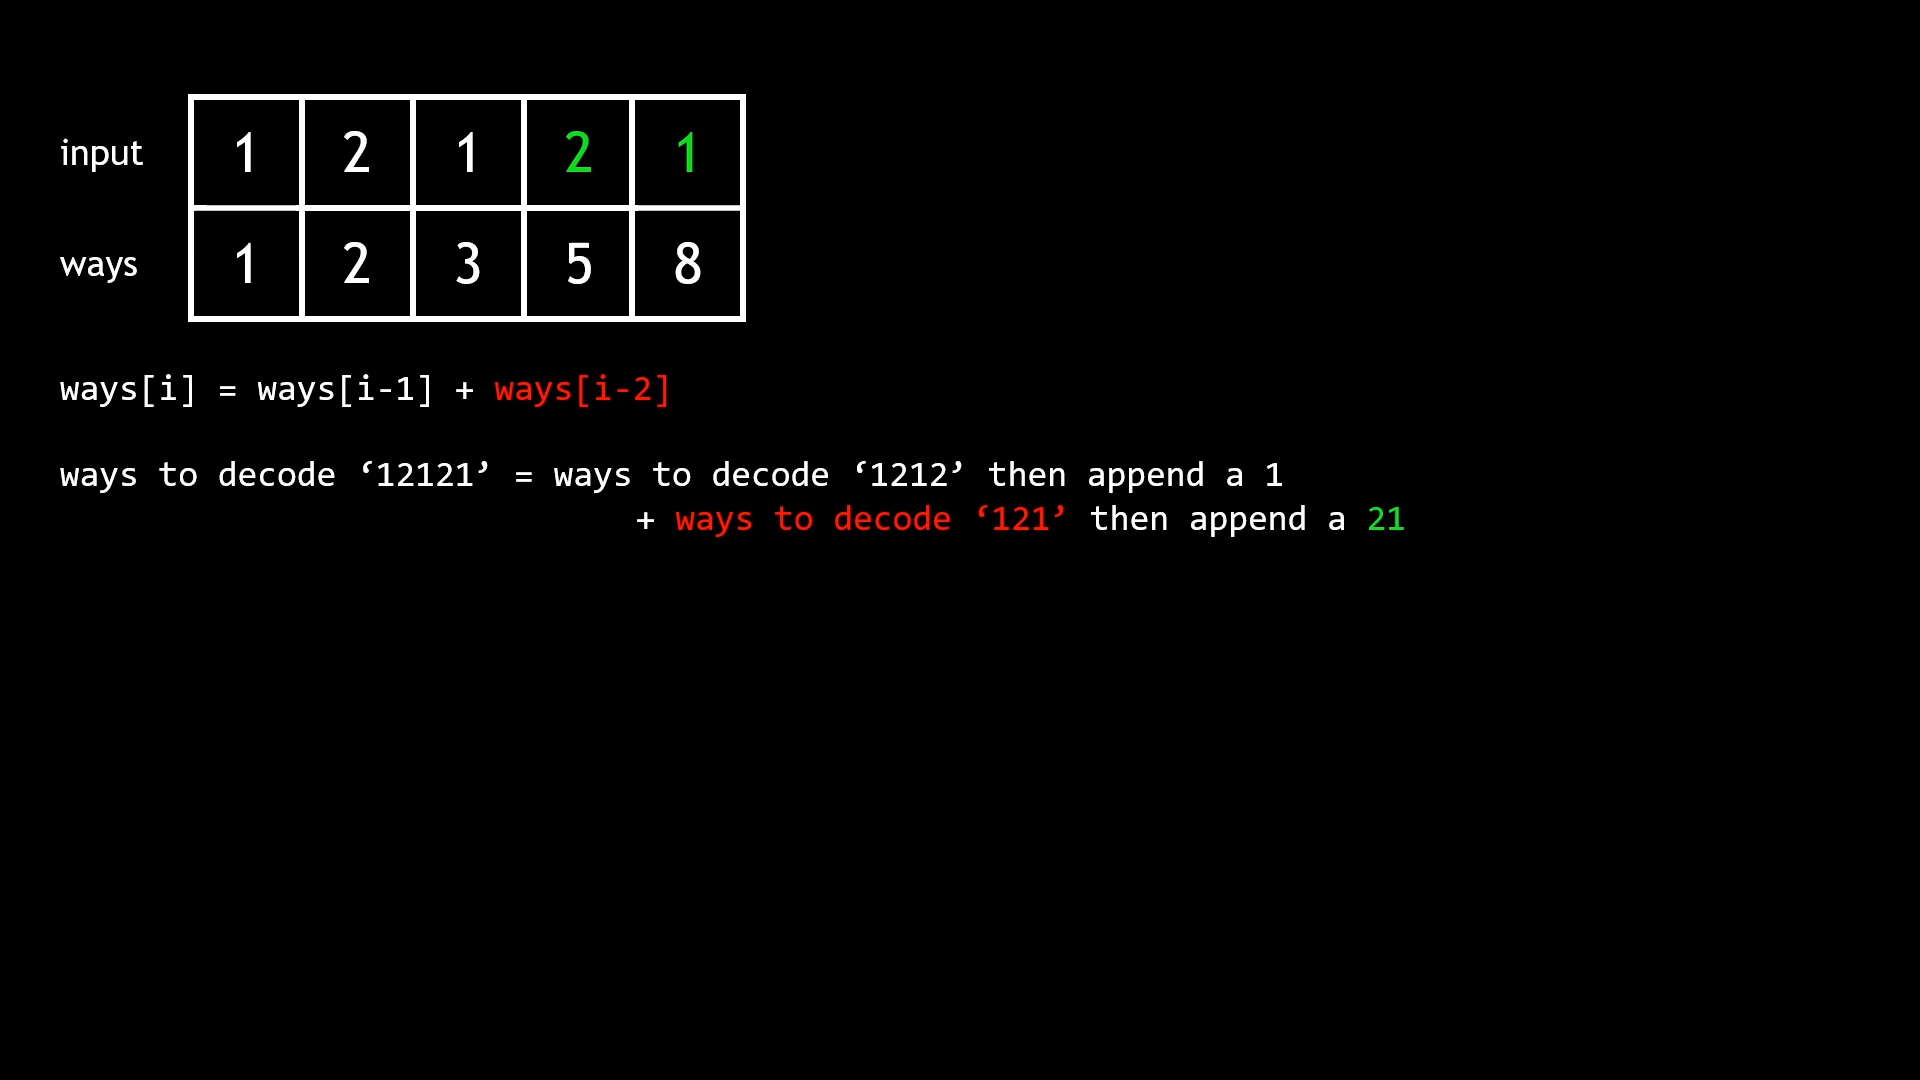 input 1 2 1 2 1
ways 1 2 3 5 8
ways[i] = ways[i-1] + ways[i-2]
ways to decode ‘12121’ = ways to decode ‘1212’ then append a 1
+ ways to decode ‘121’ then append a 21